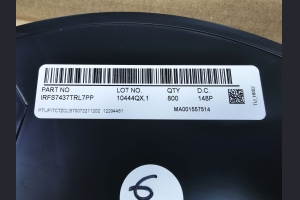 PART NO LOT NO. QTY D.C.
IRFS7437TRL7PP 10444QX.1 800 148P
MA001557514
6